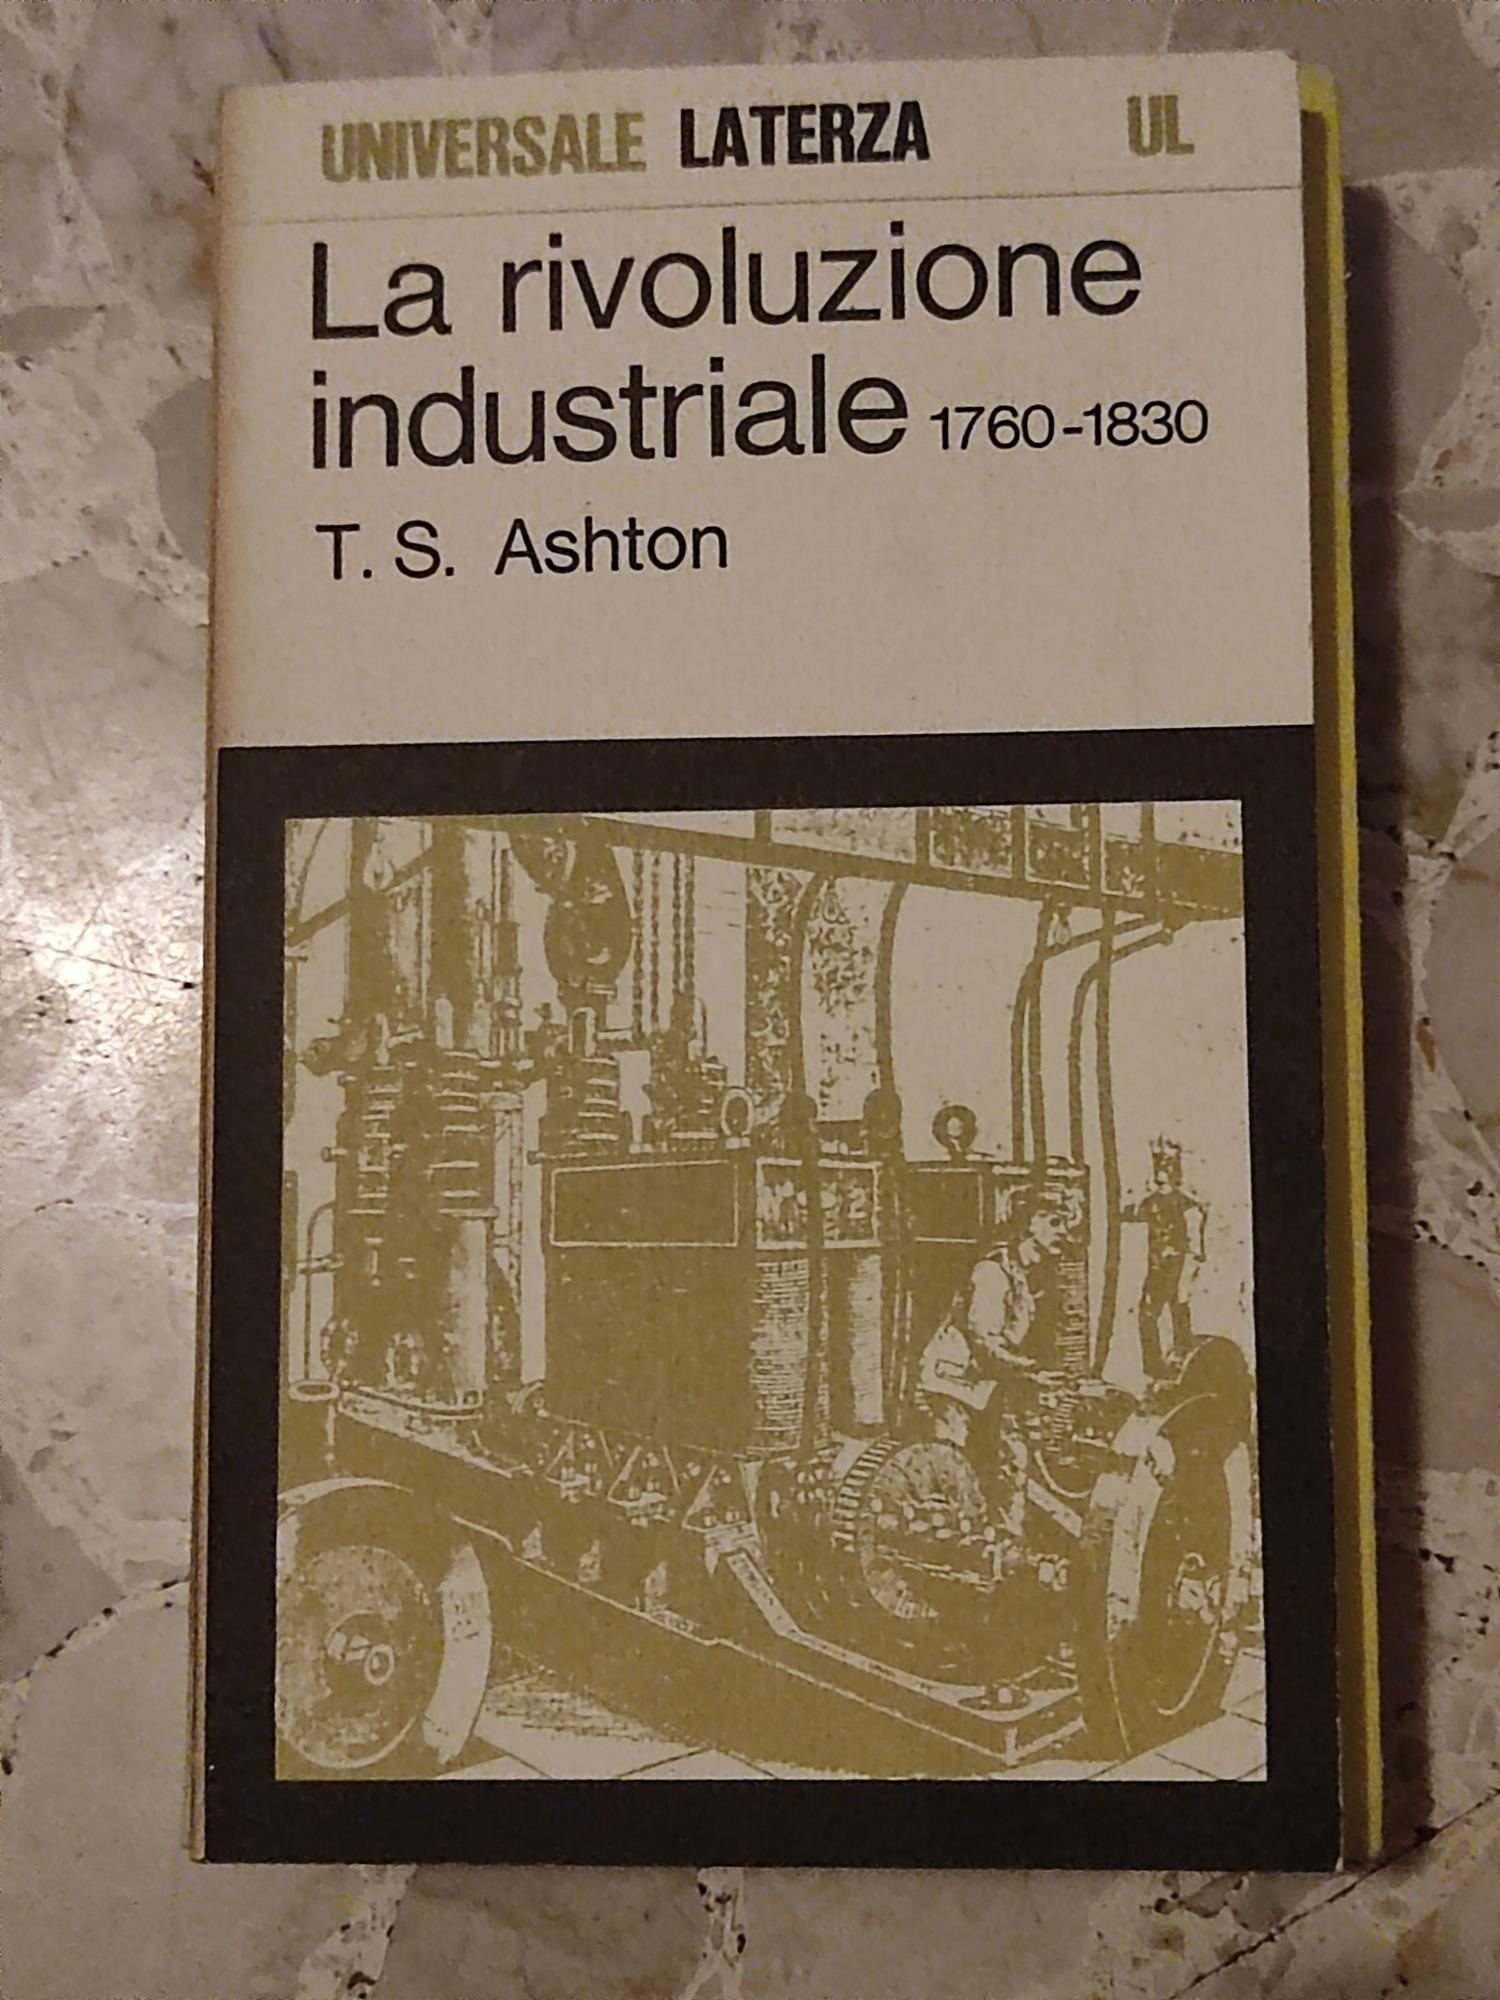 UNIVERSALE LATERZA UL
La rivoluzione
industriale 1760-1830
T. S. Ashton